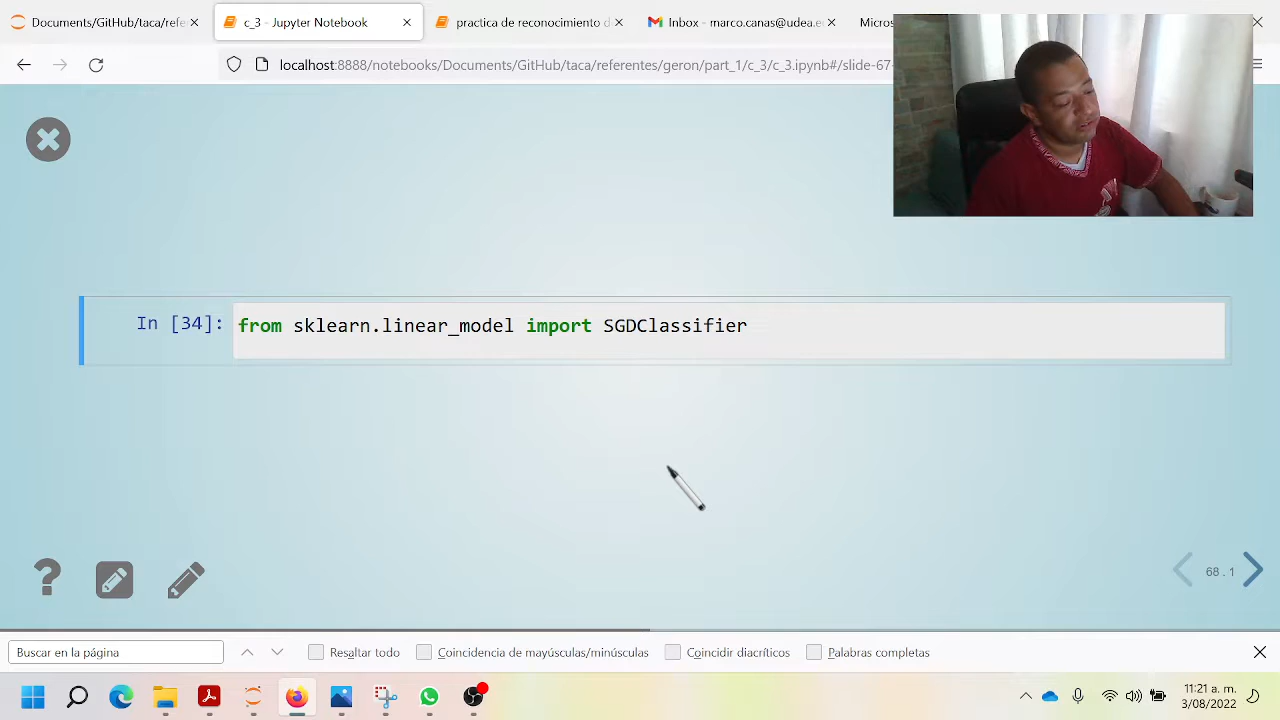 Documents/GitHub/taca/refe
c_3 - Jupyter Notebook
practica de reconocimiento d
Inbox - marco.canas@udea.e
Micros
localhost:8888/notebooks/Documents/GitHub/taca/referentes/geron/part_1/c_3/c_3.ipynb#/slide-67-
In [34]:
from sklearn.linear_model import SGDClassifier
?
68.1
Buscar en la página
Resaltar todo
Coincidencia de mayúsculas/minúsculas
Coincidir diacríticos
Palabras completas
11:21 a. m.
3/08/2022